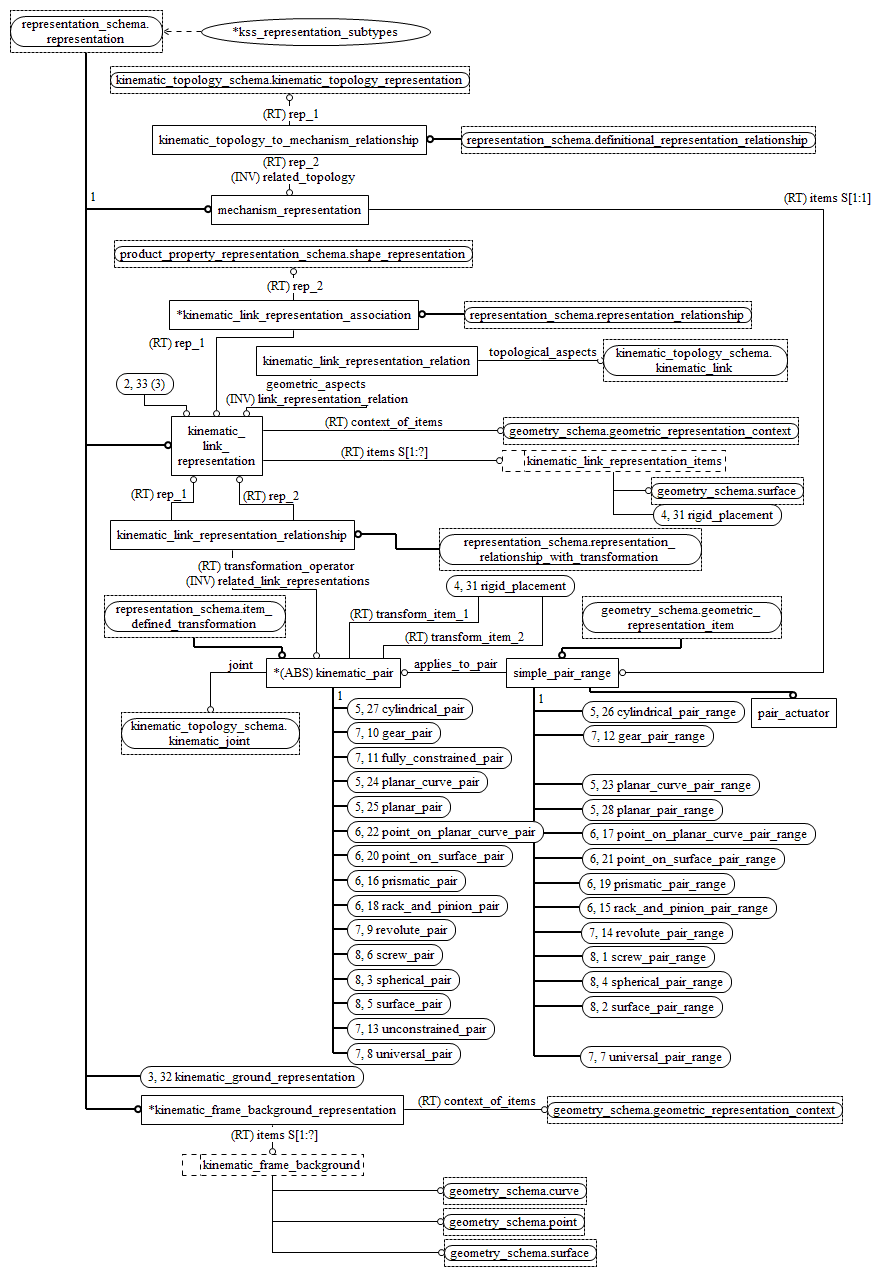 representation_schema.
representation
*kss_representation_subtypes
kinematic_topology_schema.kinematic_topology_representation
(RT) rep_1
kinematic_topology_to_mechanism_relationship
representation_schema.definitional_representation_relationship
(RT) rep_2
(INV) related_topology
1
(RT) items S[1:1]
mechanism_representation
product_property_representation_schema.shape_representation
(RT) rep_2
*kinematic_link_representation_association
representation_schema.representation_relationship
(RT) rep_1
kinematic_link_representation_relation
topological_aspects
kinematic_topology_schema.
kinematic_link
2, 33 (3)
geometric_aspects
(INV) link_representation_relation
kinematic_
link_
representation
(RT) context_of_items
geometry_schema.geometric_representation_context
(RT) items S[1:?]
kinematic_link_representation_items
geometry_schema.surface
4, 31 rigid_placement
(RT) rep_1
(RT) rep_2
kinematic_link_representation_relationship
representation_schema.representation_
relationship_with_transformation
(RT) transformation_operator
(INV) related_link_representations
4, 31 rigid_placement
representation_schema.item_
defined_transformation
(RT) transform_item_1
(RT) transform_item_2
geometry_schema.geometric_
representation_item
joint
*(ABS) kinematic_pair
applies_to_pair
simple_pair_range
kinematic_topology_schema.
kinematic_joint
pair_actuator
1
5, 27 cylindrical_pair
7, 10 gear_pair
7, 11 fully_constrained_pair
5, 24 planar_curve_pair
5, 25 planar_pair
6, 22 point_on_planar_curve_pair
6, 20 point_on_surface_pair
6, 16 prismatic_pair
6, 18 rack_and_pinion_pair
7, 9 revolute_pair
8, 6 screw_pair
8, 3 spherical_pair
8, 5 surface_pair
7, 13 unconstrained_pair
7, 8 universal_pair
1
5, 26 cylindrical_pair_range
7, 12 gear_pair_range
5, 23 planar_curve_pair_range
5, 28 planar_pair_range
6, 17 point_on_planar_curve_pair_range
6, 21 point_on_surface_pair_range
6, 19 prismatic_pair_range
6, 15 rack_and_pinion_pair_range
7, 14 revolute_pair_range
8, 1 screw_pair_range
8, 4 spherical_pair_range
8, 2 surface_pair_range
7, 7 universal_pair_range
3, 32 kinematic_ground_representation
*kinematic_frame_background_representation
(RT) context_of_items
geometry_schema.geometric_representation_context
(RT) items S[1:?]
kinematic_frame_background
geometry_schema.curve
geometry_schema.point
geometry_schema.surface